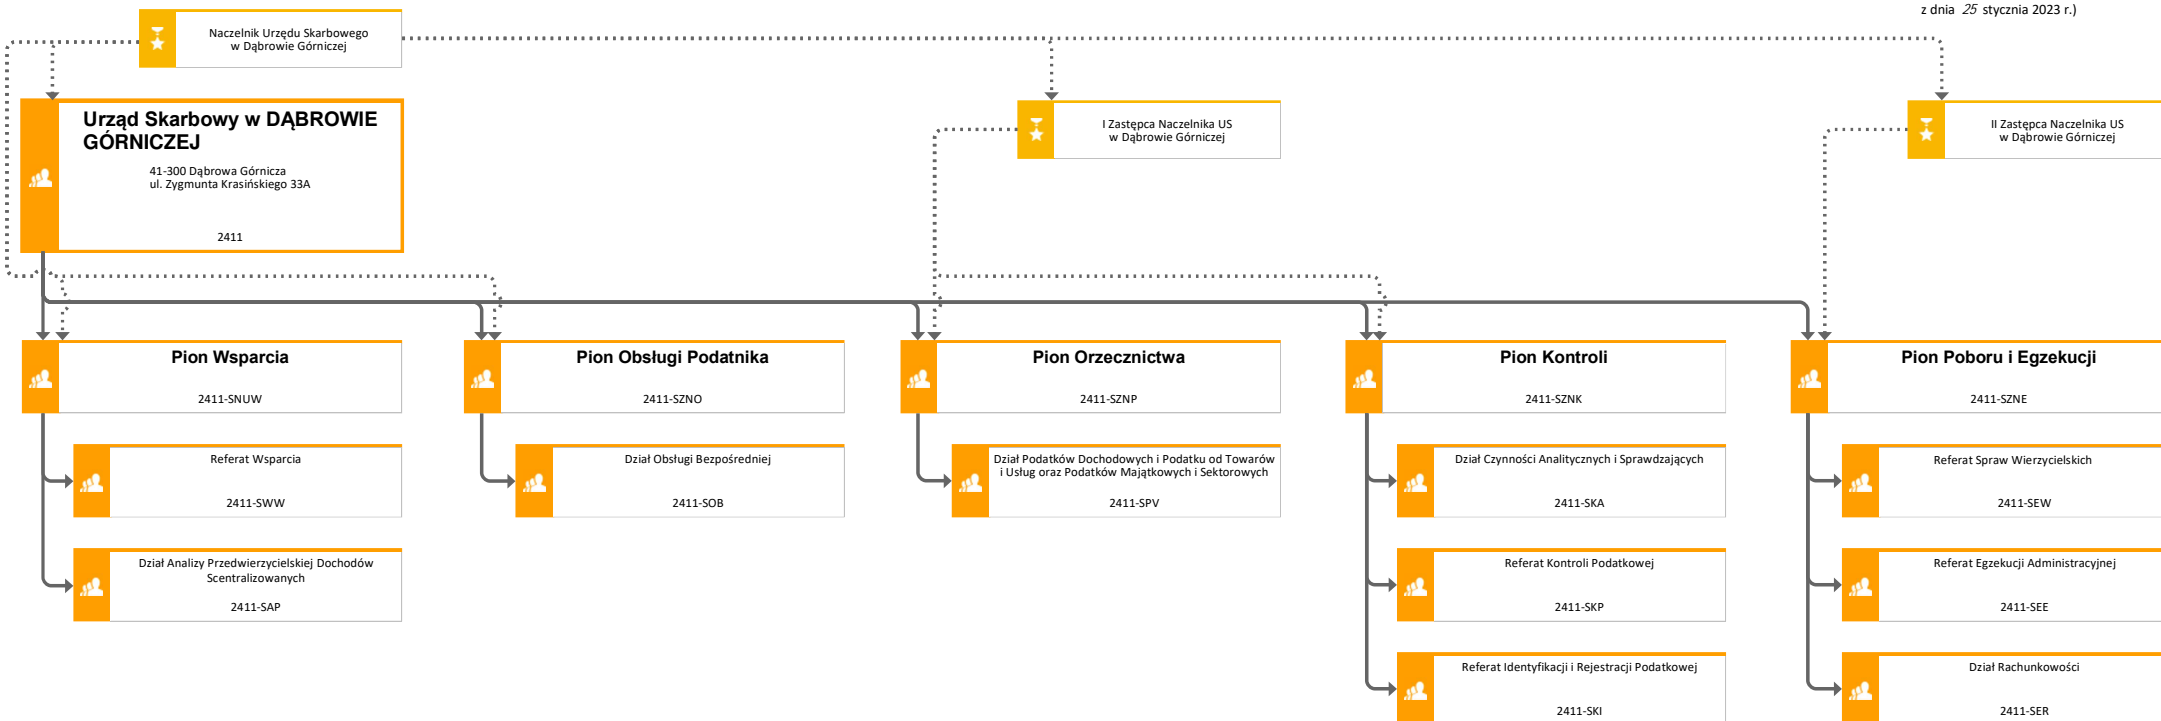 z dnia 25 stycznia 2023 r.)
Naczelnik Urzędu Skarbowego
w Dąbrowie Górniczej
Urząd Skarbowy w DĄBROWIE
GÓRNICZEJ
41-300 Dąbrowa Górnicza
ul. Zygmunta Krasińskiego 33A
2411
I Zastępca Naczelnika US
w Dąbrowie Górniczej
II Zastępca Naczelnika US
w Dąbrowie Górniczej
Pion Wsparcia
2411-SNUW
Pion Obsługi Podatnika
2411-SZNO
Pion Orzecznictwa
2411-SZNP
Pion Kontroli
2411-SZNK
Pion Poboru i Egzekucji
2411-SZNE
Referat Wsparcia
2411-SWW
Dział Obsługi Bezpośredniej
2411-SOB
Dział Podatków Dochodowych i Podatku od Towarów
i Usług oraz Podatków Majątkowych i Sektorowych
2411-SPV
Dział Czynności Analitycznych i Sprawdzających
2411-SKA
Referat Spraw Wierzycielskich
2411-SEW
Dział Analizy Przedwierzycielskiej Dochodów
Scentralizowanych
2411-SAP
Referat Kontroli Podatkowej
2411-SKP
Referat Egzekucji Administracyjnej
2411-SEE
Referat Identyfikacji i Rejestracji Podatkowej
2411-SKI
Dział Rachunkowości
2411-SER